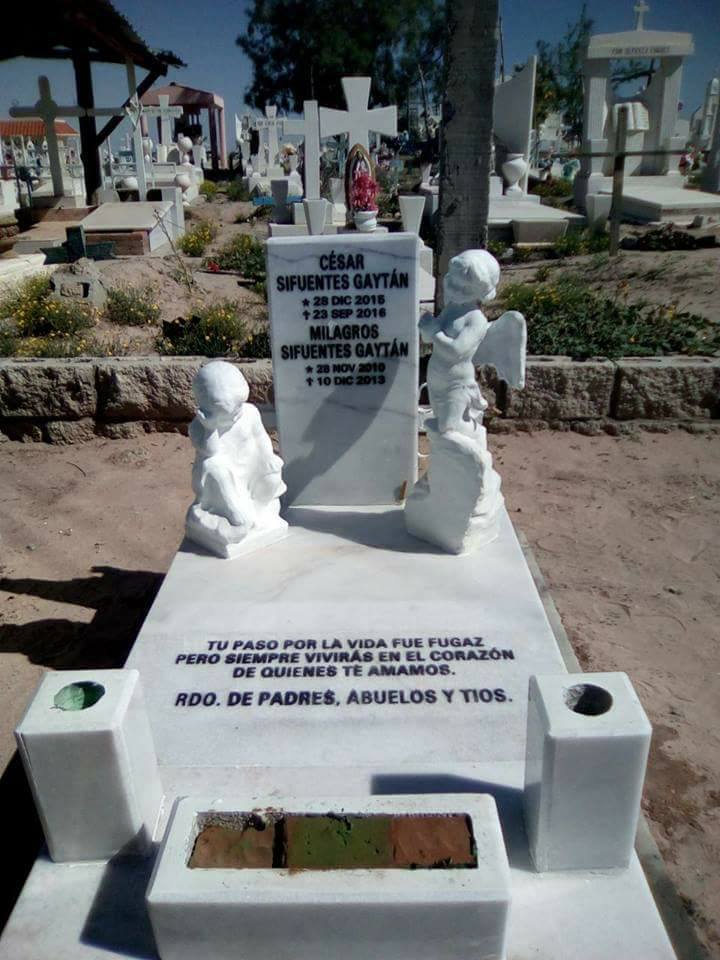 CÉSAR
SIFUENTES GAYTÁN
★ 28 DIC 2015
✝ 23 SEP 2016
MILAGROS
SIFUENTES GAYTÁN
★ 28 NOV 2010
✝ 10 DIC 2013
TU PASO POR LA VIDA FUE FUGAZ
PERO SIEMPRE VIVIRÁS EN EL CORAZÓN
DE QUIENES TE AMAMOS.
RDO. DE PADRES, ABUELOS Y TIOS.